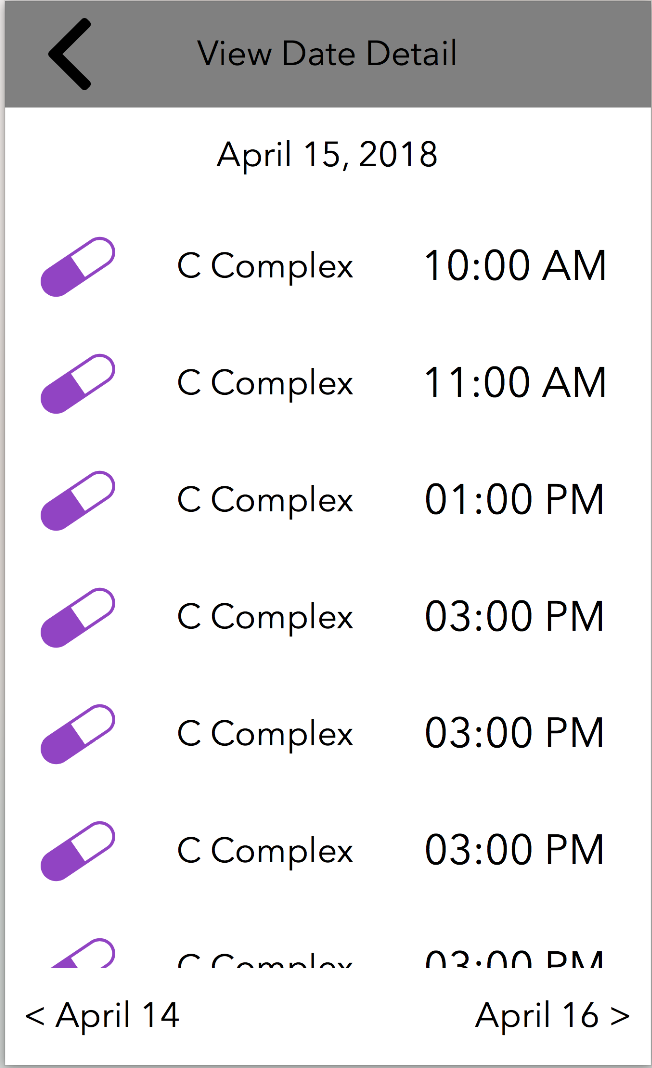 View Date Detail
April 15, 2018
C Complex 10:00 AM
C Complex 11:00 AM
C Complex 01:00 PM
C Complex 03:00 PM
C Complex 03:00 PM
C Complex 03:00 PM
C Complex 03:00 PM
< April 14 April 16 >